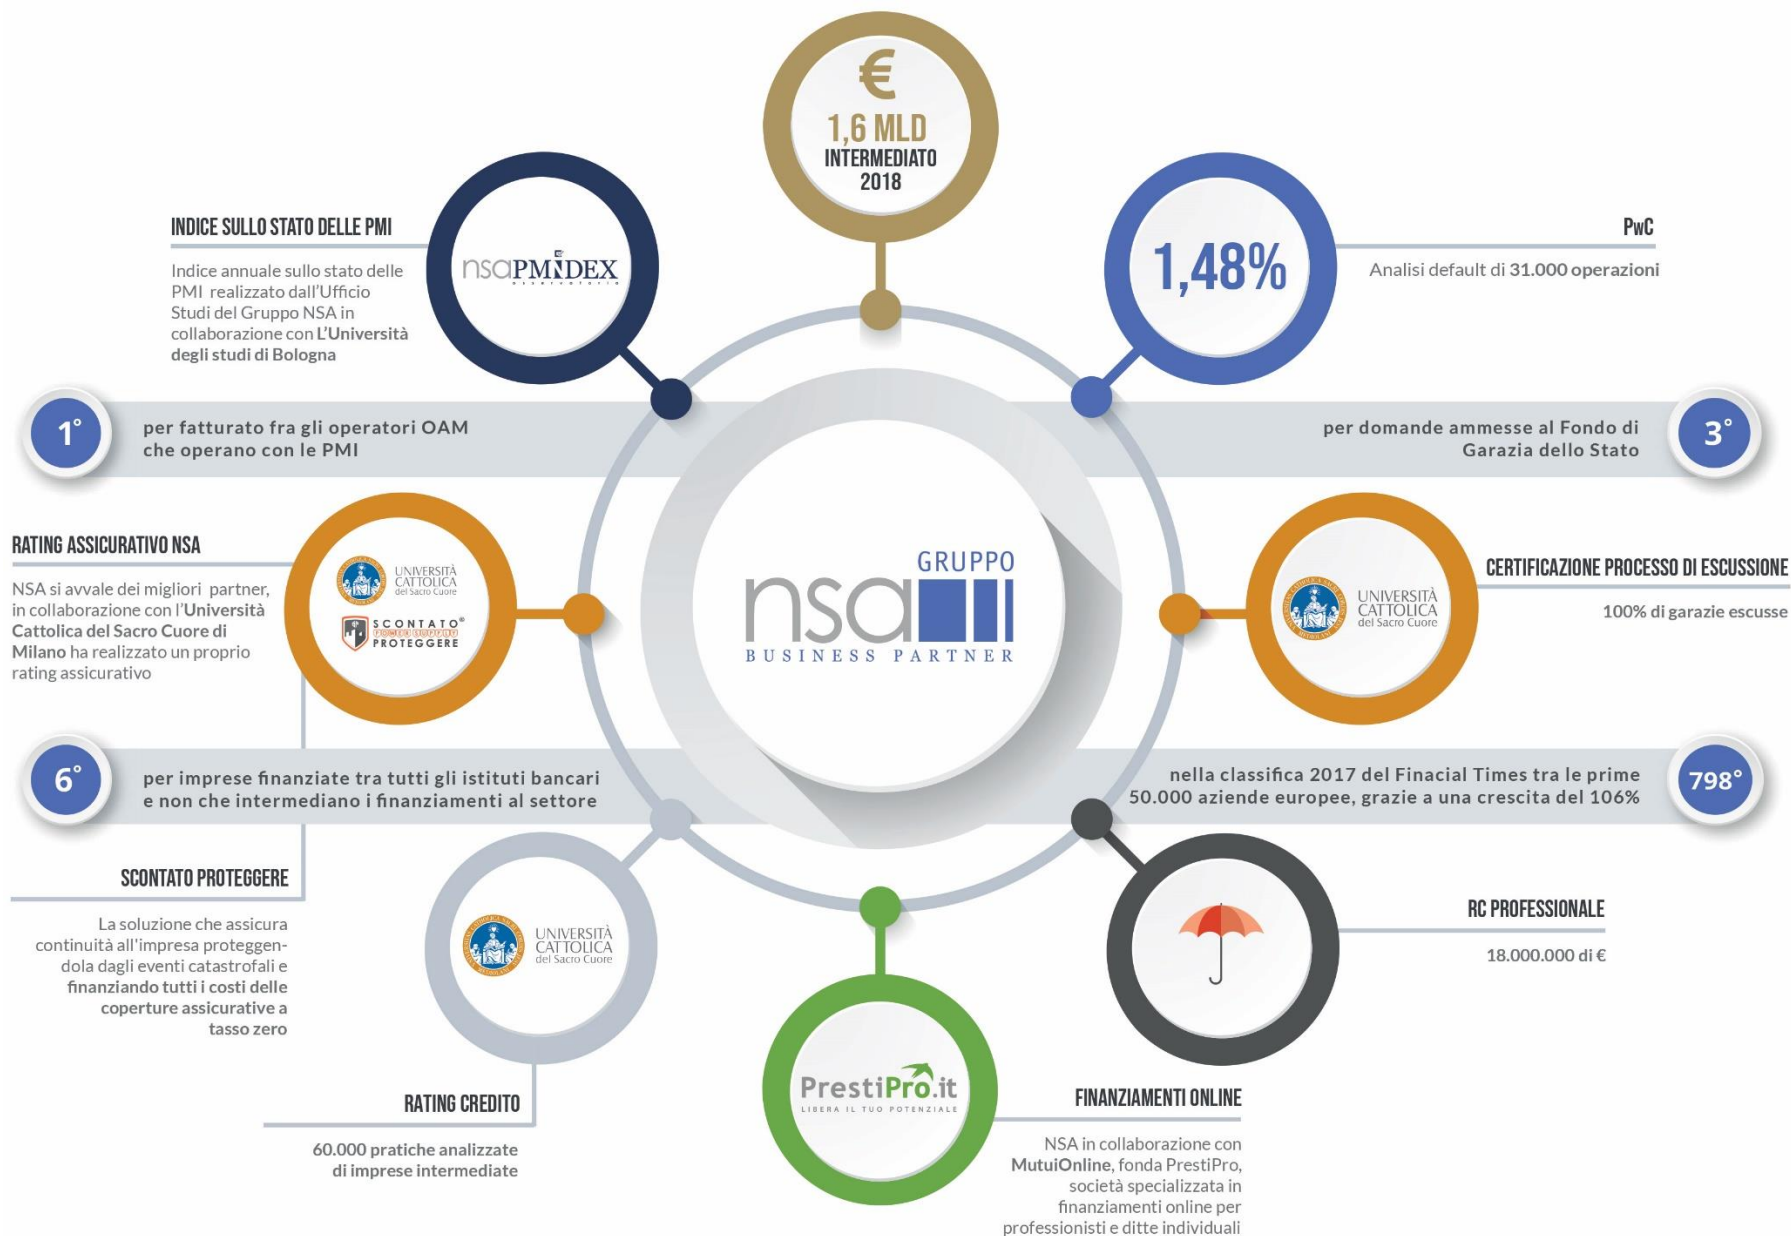 €
1,6 MLD
INTERMEDIATO
2018
INDICE SULLO STATO DELLE PMI
Indice annuale sullo stato delle
PMI realizzato dall'Ufficio
Studi del Gruppo NSA in
collaborazione con L'Università
degli studi di Bologna
nsaPMIDEX
osservatorio
1,48%
PwC
Analisi default di 31.000 operazioni
1°
per fatturato fra gli operatori OAM
che operano con le PMI
per domande ammesse al Fondo di
Garazia dello Stato
3°
RATING ASSICURATIVO NSA
NSA si avvale dei migliori partner,
in collaborazione con l'Università
Cattolica del Sacro Cuore di
Milano ha realizzato un proprio
rating assicurativo
UNIVERSITÀ
CATTOLICA
del Sacro Cuore
SCONTATO®
POWER SUPPLY
PROTEGGERE
GRUPPO
nsa
BUSINESS PARTNER
UNIVERSITÀ
CATTOLICA
del Sacro Cuore
CERTIFICAZIONE PROCESSO DI ESCUSSIONE
100% di garazie escusse
6°
per imprese finanziate tra tutti gli istituti bancari
e non che intermediano i finanziamenti al settore
nella classifica 2017 del Finacial Times tra le prime
50.000 aziende europee, grazie a una crescita del 106%
798°
SCONTATO PROTEGGERE
La soluzione che assicura
continuità all'impresa proteggen-
dola dagli eventi catastrofali e
finanziando tutti i costi delle
coperture assicurative a
tasso zero
UNIVERSITÀ
CATTOLICA
del Sacro Cuore
RATING CREDITO
60.000 pratiche analizzate
di imprese intermediate
PrestiPro.it
LIBERA IL TUO POTENZIALE
RC PROFESSIONALE
18.000.000 di €
FINANZIAMENTI ONLINE
NSA in collaborazione con
MutuiOnline, fonda PrestiPro,
società specializzata in
finanziamenti online per
professionisti e ditte individuali